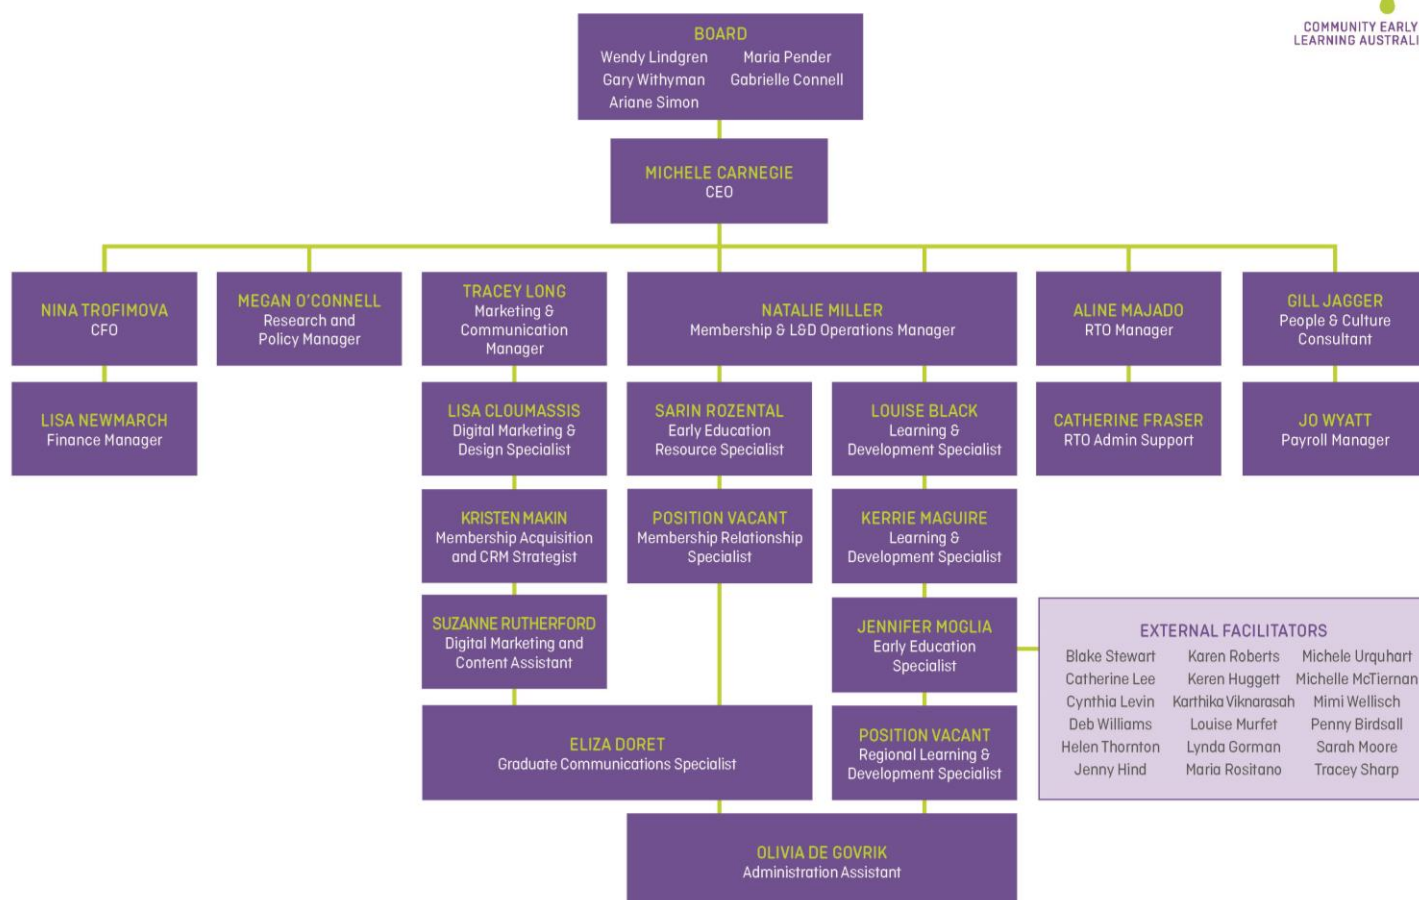 COMMUNITY EARLY
LEARNING AUSTRALI
BOARD
Wendy Lindgren Maria Pender
Gary Withyman Gabrielle Connell
Ariane Simon
MICHELE CARNEGIE
CEO
NINA TROFIMOVA
CFO
MEGAN O'CONNELL
Research and
Policy Manager
TRACEY LONG
Marketing &
Communication
Manager
NATALIE MILLER
Membership & L&D Operations Manager
ALINE MAJADO
RTO Manager
GILL JAGGER
People & Culture
Consultant
LISA NEWMARCH
Finance Manager
LISA CLOUMASSIS
Digital Marketing &
Design Specialist
SARIN ROZENTAL
Early Education
Resource Specialist
LOUISE BLACK
Learning &
Development Specialist
CATHERINE FRASER
RTO Admin Support
JO WYATT
Payroll Manager
KRISTEN MAKIN
Membership Acquisition
and CRM Strategist
POSITION VACANT
Membership Relationship
Specialist
KERRIE MAGUIRE
Learning &
Development Specialist
SUZANNE RUTHERFORD
Digital Marketing and
Content Assistant
JENNIFER MOGLIA
Early Education
Specialist
EXTERNAL FACILITATORS
Blake Stewart Karen Roberts Michele Urquhart
Catherine Lee Keren Huggett Michelle McTiernan
Cynthia Levin Karthika Viknarasah Mimi Wellisch
Deb Williams Louise Murfet Penny Birdsall
Helen Thornton Lynda Gorman Sarah Moore
Jenny Hind Maria Rositano Tracey Sharp
ELIZA DORET
Graduate Communications Specialist
POSITION VACANT
Regional Learning &
Development Specialist
OLIVIA DE GOVRIK
Administration Assistant